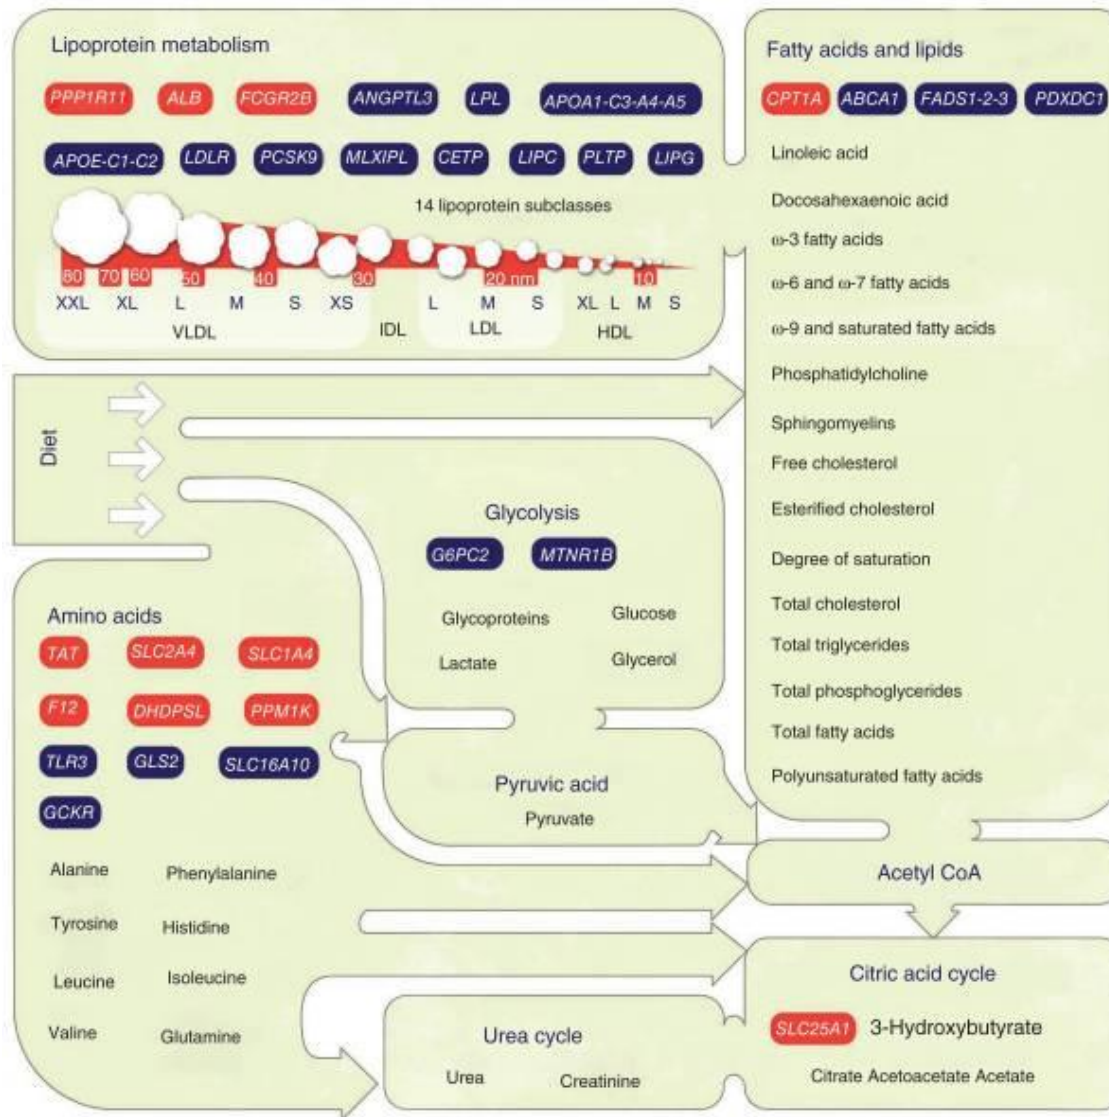 Lipoprotein metabolism
PPP1R11 ALB FCGR2B ANGPTL3 LPL APOA1-C3-A4-A5
APOE-C1-C2 LDLR PCSK9 MLXIPL CETP LIPC PLTP LIPG
14 lipoprotein subclasses
80 70 60 50 40 30 20 nm 10
XXL XL L M S XS L M S XL L M S
VLDL IDL LDL HDL
Fatty acids and lipids
CPT1A ABCA1 FADS1-2-3 PDXDC1
Linoleic acid
Docosahexaenoic acid
ω-3 fatty acids
ω-6 and ω-7 fatty acids
ω-9 and saturated fatty acids
Phosphatidylcholine
Sphingomyelins
Free cholesterol
Esterified cholesterol
Degree of saturation
Total cholesterol
Total triglycerides
Total phosphoglycerides
Total fatty acids
Polyunsaturated fatty acids
Diet
Glycolysis
G6PC2 MTNR1B
Glycoproteins Glucose
Lactate Glycerol
Amino acids
TAT SLC2A4 SLC1A4
F12 DHDPSL PPM1K
TLR3 GLS2 SLC16A10
GCKR
Alanine Phenylalanine
Tyrosine Histidine
Leucine Isoleucine
Valine Glutamine
Pyruvic acid
Pyruvate
Acetyl CoA
Citric acid cycle
SLC25A1 3-Hydroxybutyrate
Citrate Acetoacetate Acetate
Urea cycle
Urea Creatinine